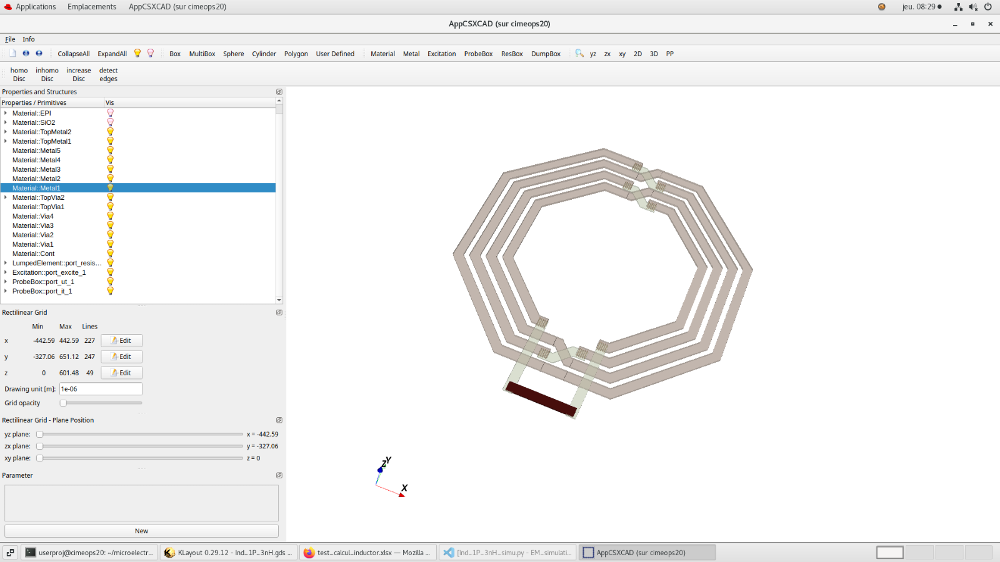 Applications Emplacements AppCSXCAD (sur cimeops20) jeu. 08:29
AppCSXCAD (sur cimeops20)
File Info
CollapseAll ExpandAll Box MultiBox Sphere Cylinder Polygon User Defined Material Metal Excitation ProbeBox ResBox DumpBox yz zx xy 2D 3D PP
homo inhomo increase detect
Disc Disc Disc edges
Properties and Structures
Properties / Primitives Vis
Material::EPI
Material::SiO2
Material::TopMetal2
Material::TopMetal1
Material::Metal5
Material::Metal4
Material::Metal3
Material::Metal2
Material::Metal1
Material::TopVia2
Material::TopVia1
Material::Via4
Material::Via3
Material::Via2
Material::Via1
Material::Cont
LumpedElement::port_resis...
Excitation::port_excite_1
ProbeBox::port_ut_1
ProbeBox::port_it_1
Rectilinear Grid
Min Max Lines
x -442.59 442.59 227 Edit
y -327.06 651.12 247 Edit
z 0 601.48 49 Edit
Drawing unit [m]: 1e-06
Grid opacity
Rectilinear Grid - Plane Position
yz plane: x = -442.59
zx plane: y = -327.06
xy plane: z = 0
Parameter
New
Y
Z
X
userproj@cimeops20: ~/microelectr... KLayout 0.29.12 - Ind_1P_3nH.gds ... test_calcul_inductor.xlsx — Mozilla ... [Ind_1P_3nH_simu.py - EM_simulati... AppCSXCAD (sur cimeops20)